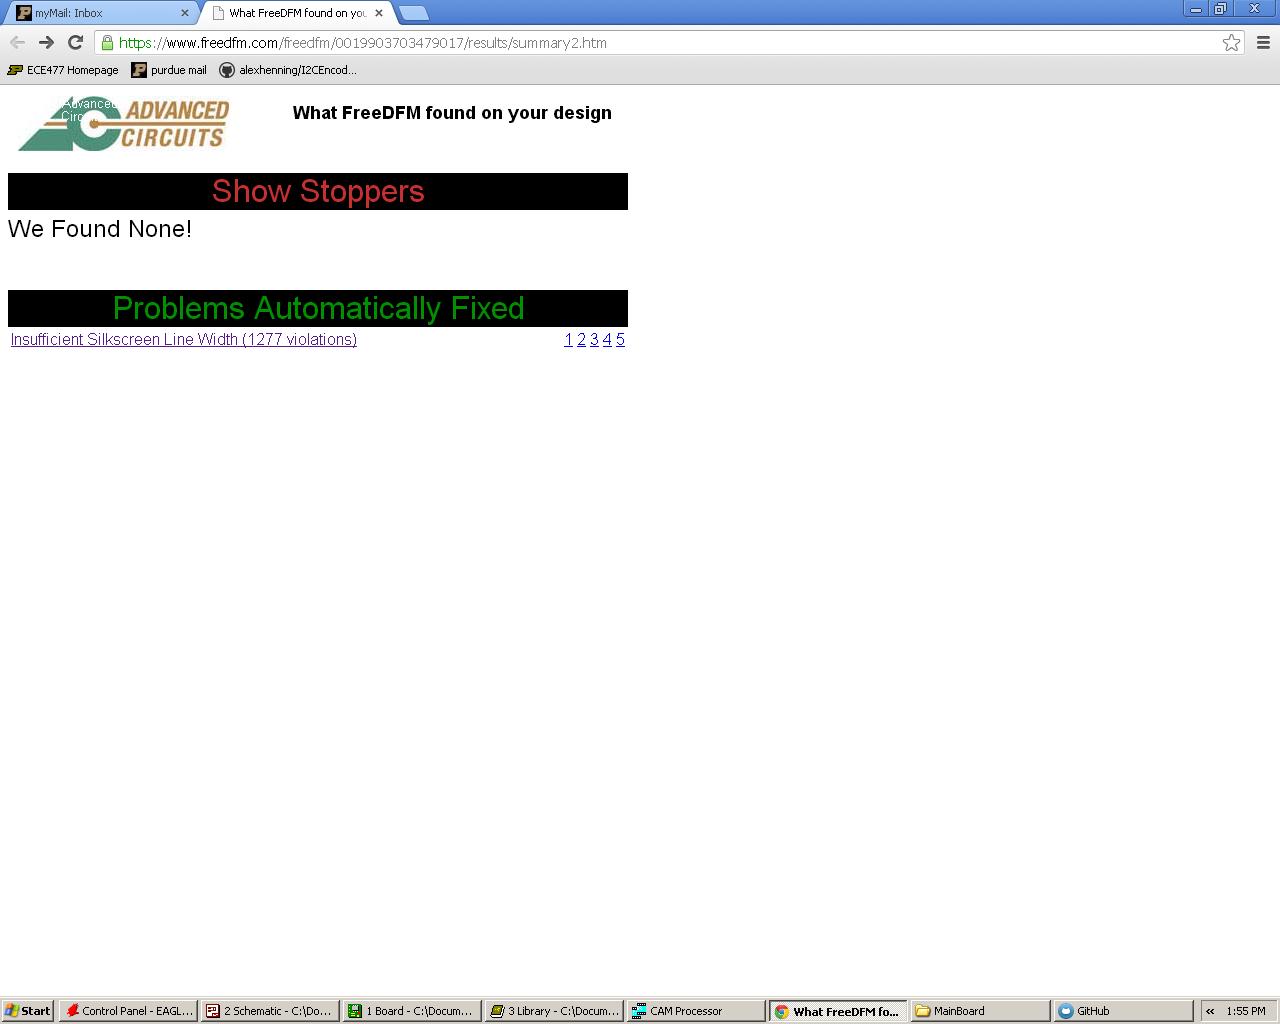 myMail: Inbox
What FreeDFM found on you
https://www.freedfm.com/freedfm/0019903703479017/results/summary2.htm
ECE477 Homepage
purdue mail
alexhenning/I2CEncod...
Advanced
Circ
ADVANCED
CIRCUITS
What FreeDFM found on your design
Show Stoppers
We Found None!
Problems Automatically Fixed
Insufficient Silkscreen Line Width (1277 violations) 1 2 3 4 5
Start
Control Panel - EAGL...
2 Schematic - C:\Do...
1 Board - C:\Docum...
3 Library - C:\Docum...
CAM Processor
What FreeDFM fo...
MainBoard
GitHub
«
1:55 PM